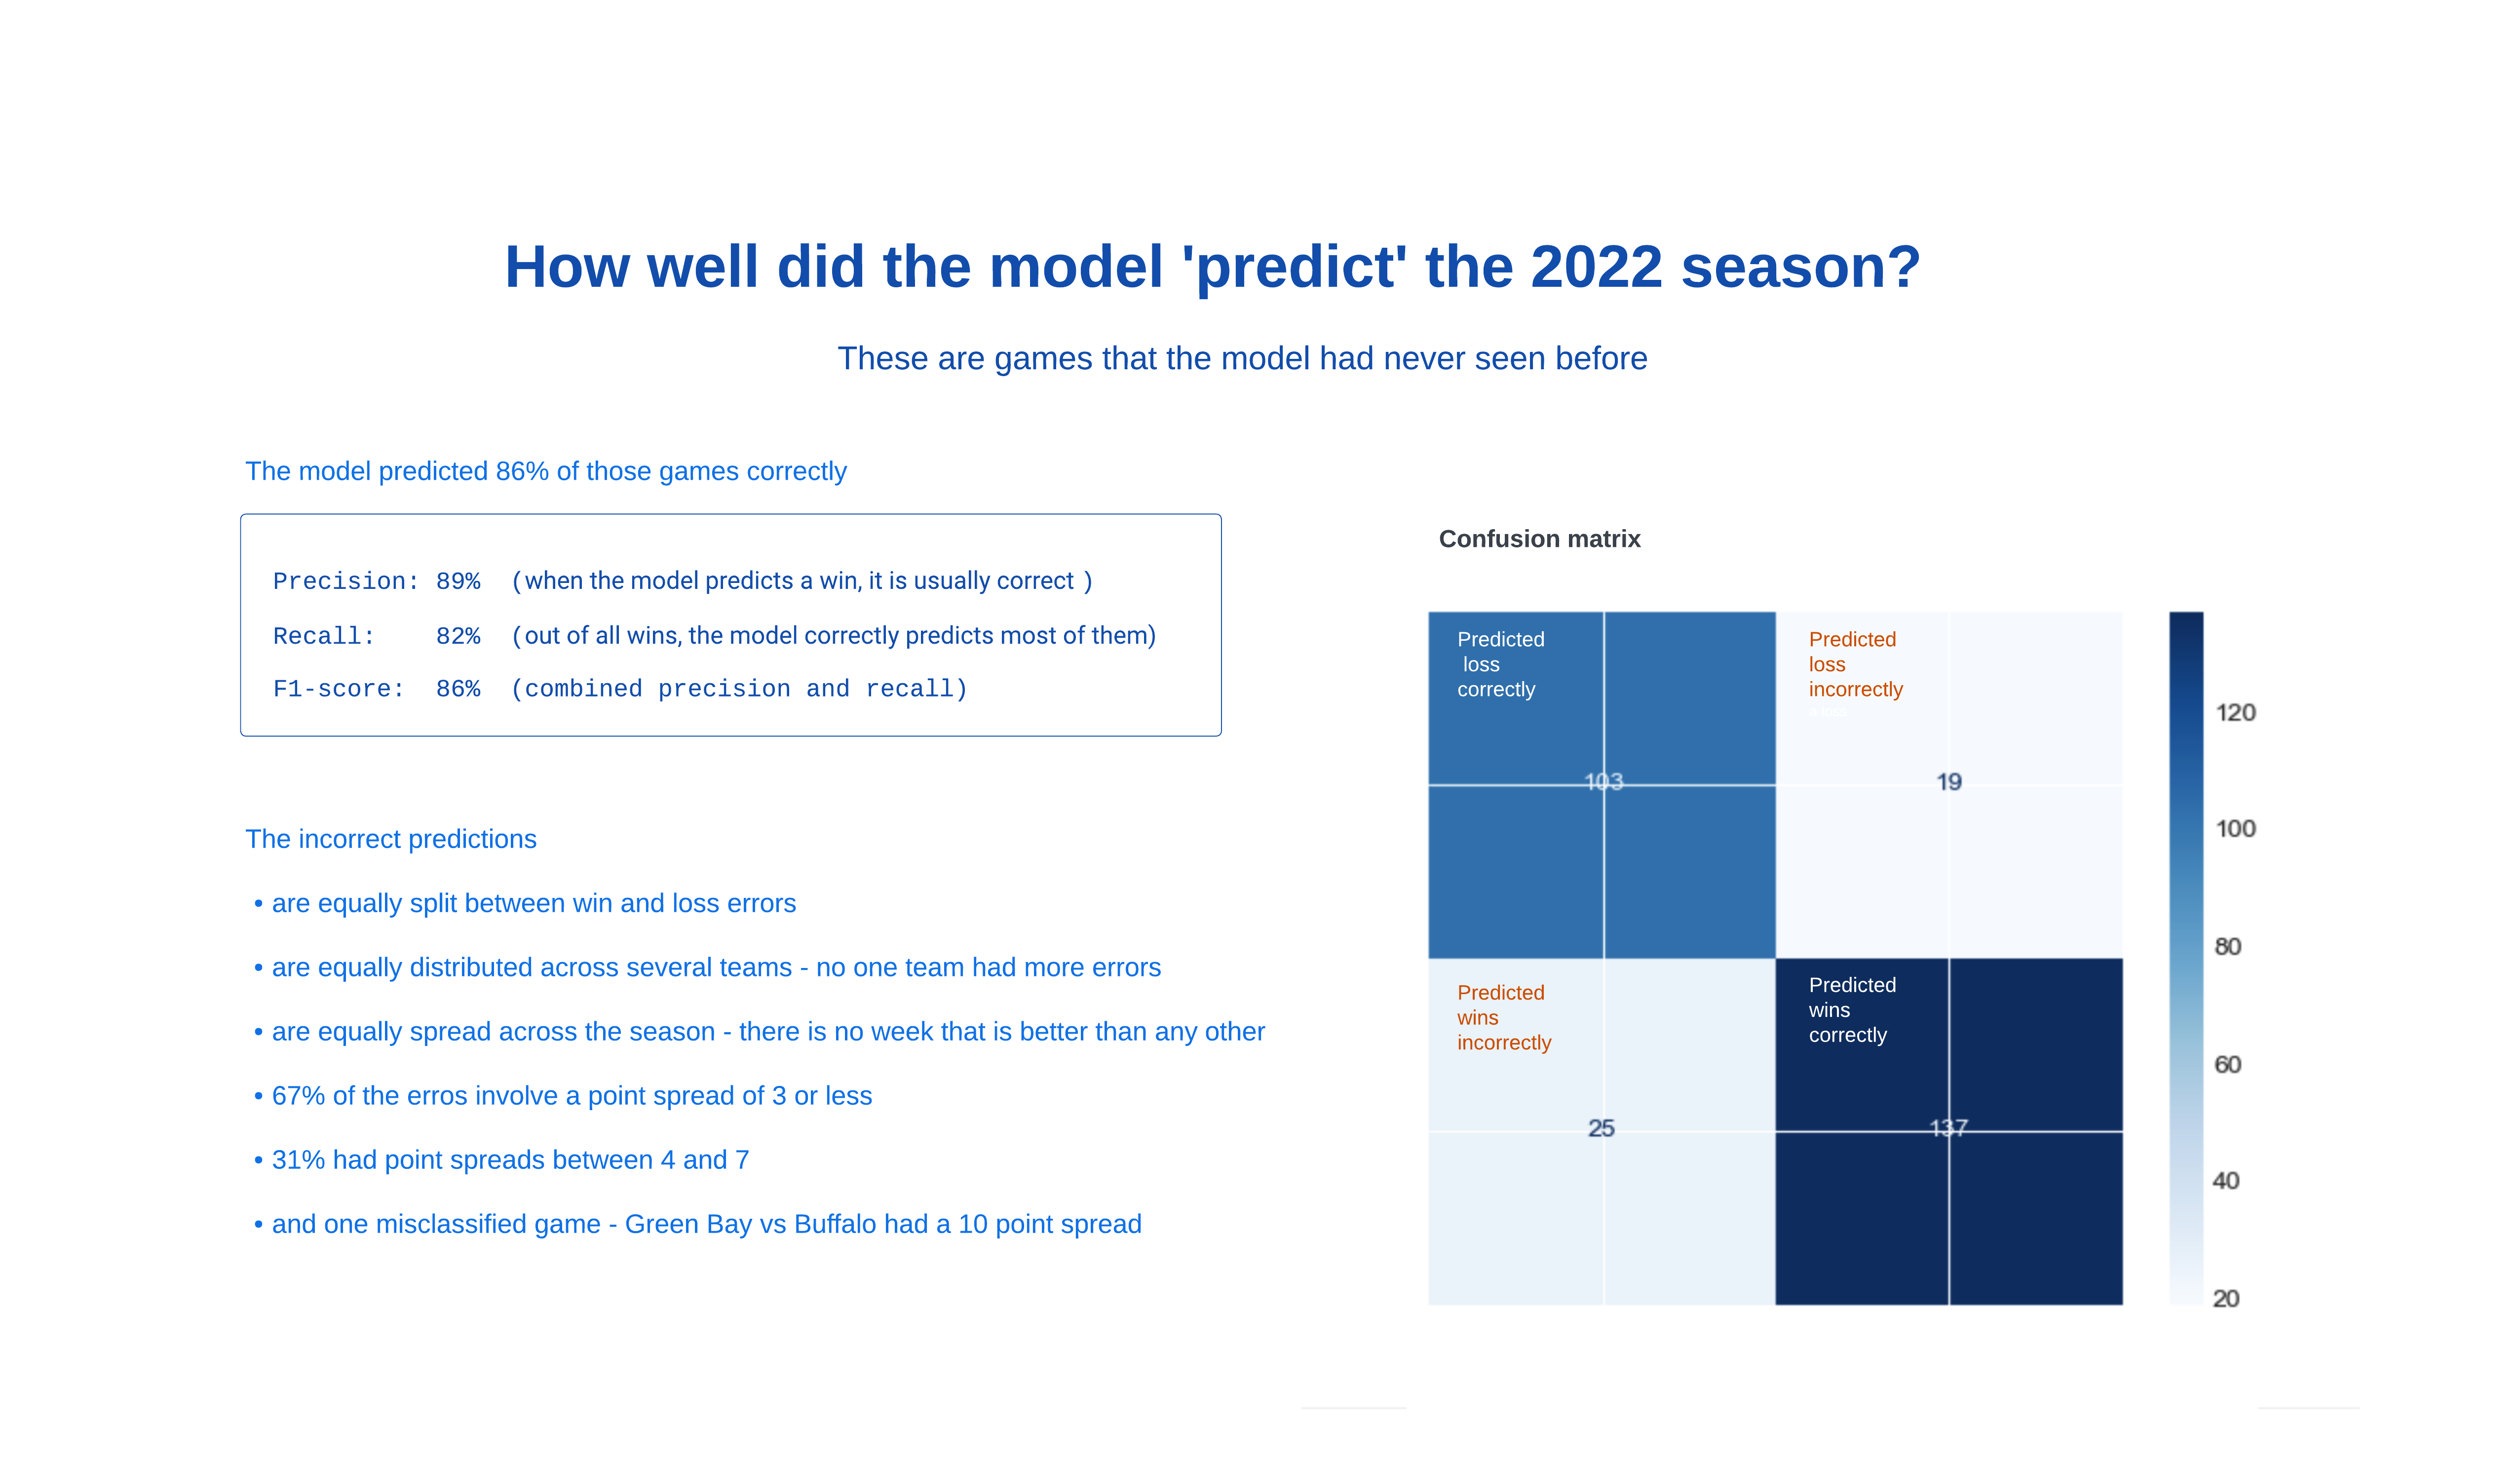 How well did the model 'predict' the 2022 season?
These are games that the model had never seen before
The model predicted 86% of those games correctly
Precision: 89% (when the model predicts a win, it is usually correct )
Recall: 82% (out of all wins, the model correctly predicts most of them)
F1-score: 86% (combined precision and recall)
The incorrect predictions
• are equally split between win and loss errors
• are equally distributed across several teams - no one team had more errors
• are equally spread across the season - there is no week that is better than any other
• 67% of the erros involve a point spread of 3 or less
• 31% had point spreads between 4 and 7
• and one misclassified game - Green Bay vs Buffalo had a 10 point spread
Confusion matrix
Predicted
loss
correctly
103
Predicted
loss
incorrectly
19
Predicted
wins
incorrectly
25
Predicted
wins
correctly
137
120
100
80
60
40
20